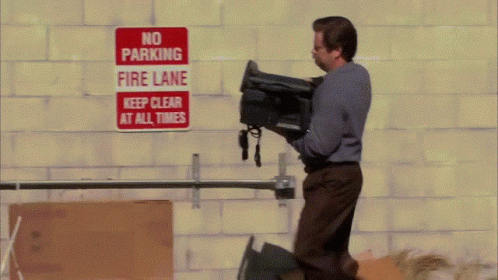 NO
PARKING
FIRE LANE
KEEP CLEAR
AT ALL TIMES